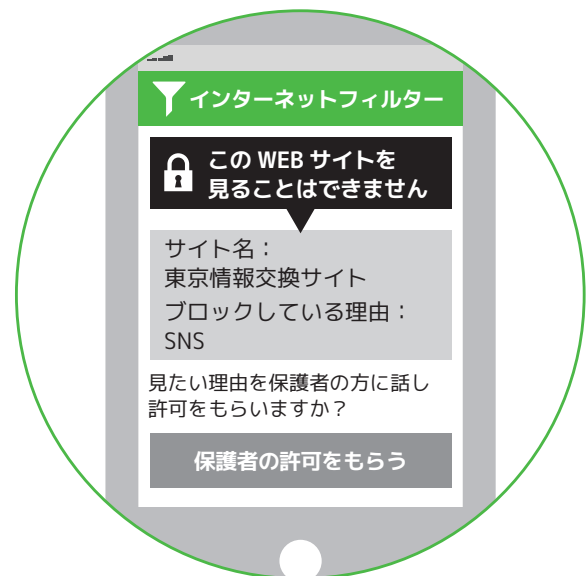 インターネットフィルター
この WEB サイトを
見ることはできません
サイト名：
東京情報交換サイト
ブロックしている理由：
SNS
見たい理由を保護者の方に話し
許可をもらいますか？
保護者の許可をもらう